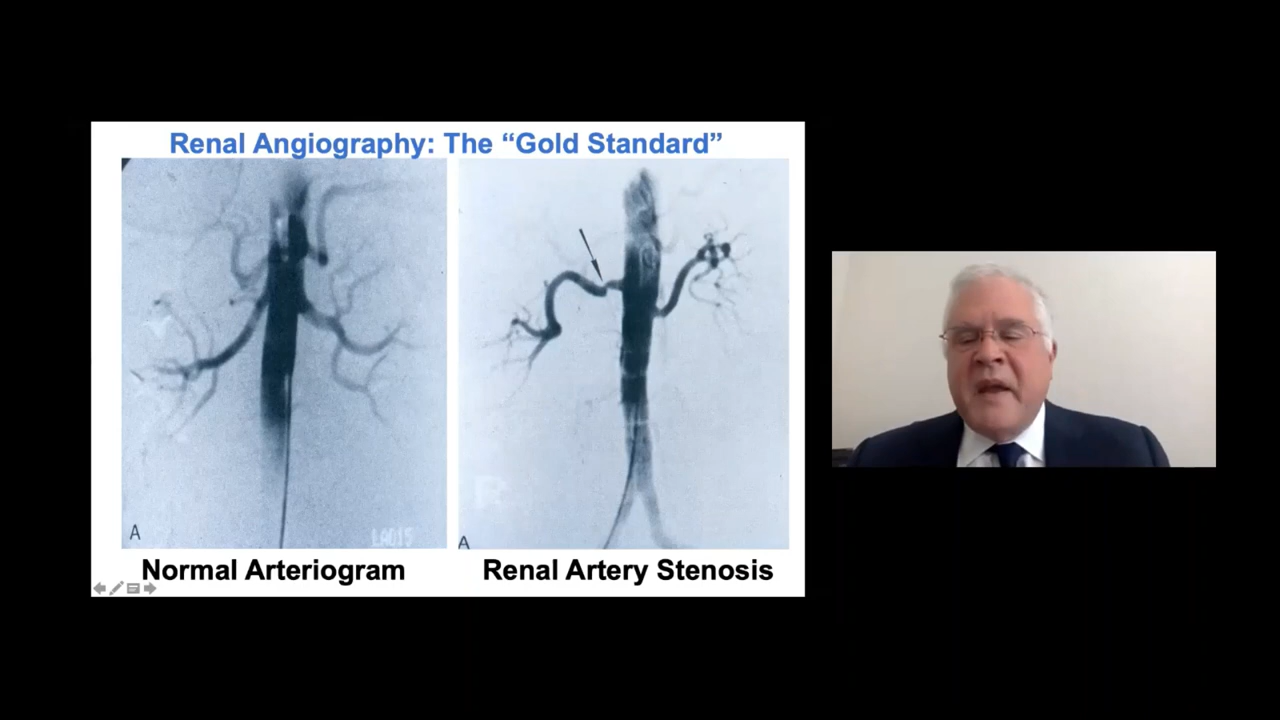 Renal Angiography: The “Gold Standard”
A
A
Normal Arteriogram
Renal Artery Stenosis